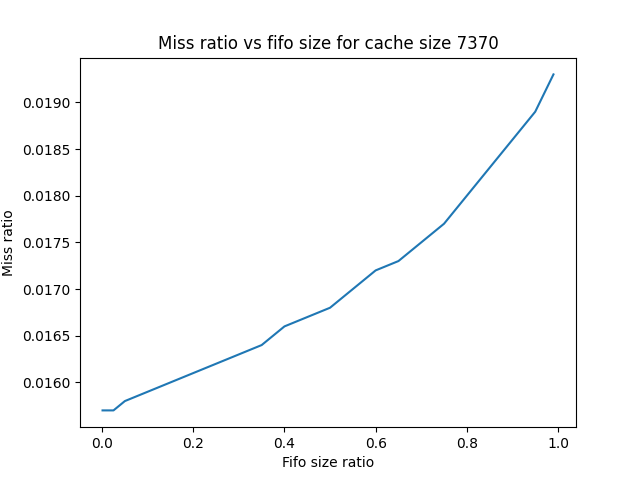 Miss ratio vs fifo size for cache size 7370
0.0190
0.0185
0.0180
0.0175
0.0170
0.0165
0.0160
Miss ratio
0.0 0.2 0.4 0.6 0.8 1.0
Fifo size ratio